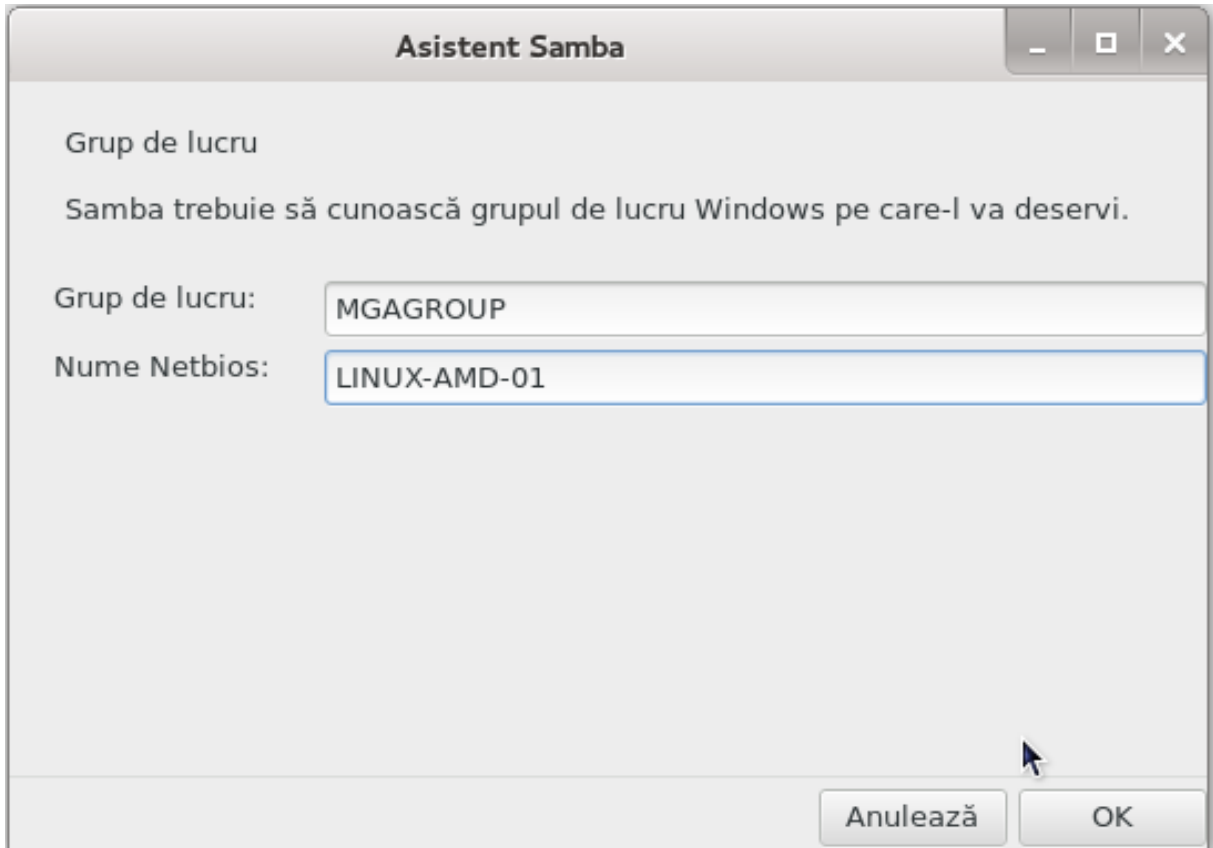 Asistent Samba
Grup de lucru
Samba trebuie să cunoască grupul de lucru Windows pe care-l va deservi.
Grup de lucru: MGAGROUP
Nume Netbios: LINUX-AMD-01
Anulează OK